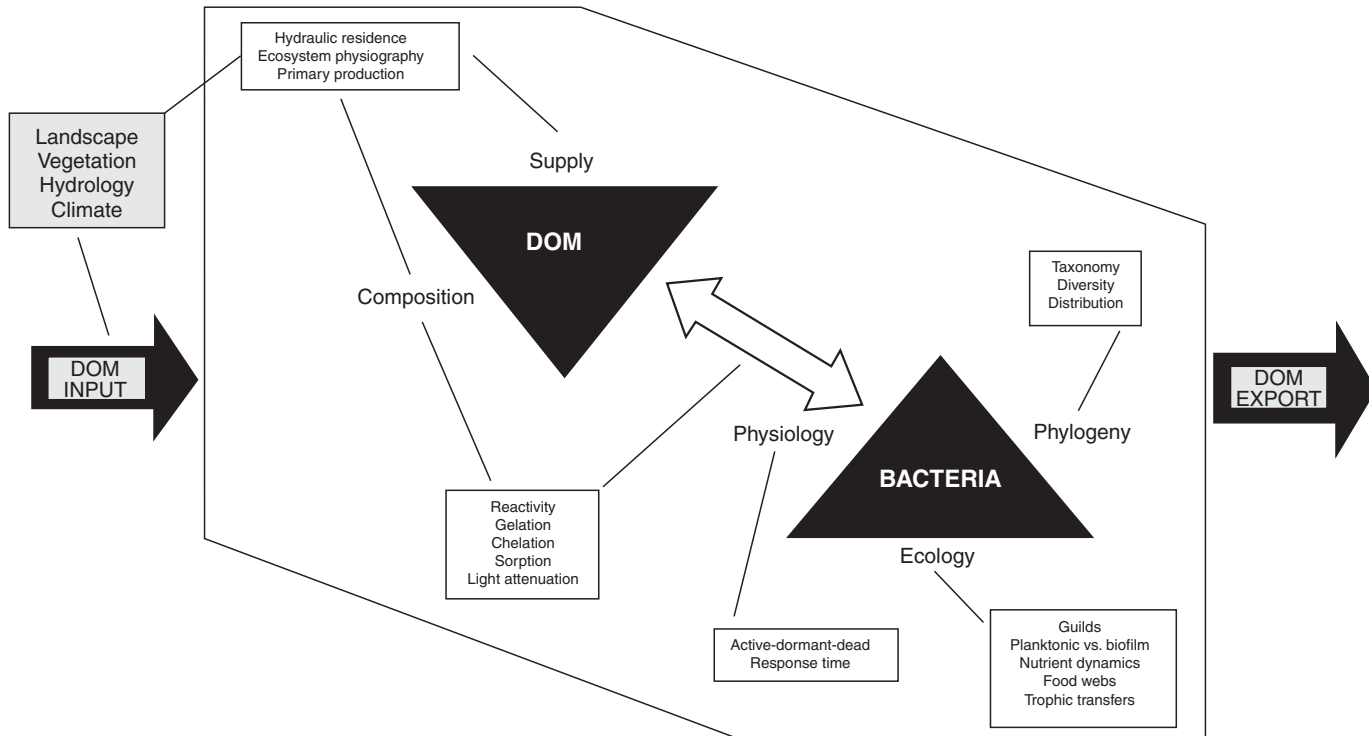 Hydraulic residence
Ecosystem physiography
Primary production
Landscape
Vegetation
Hydrology
Climate
Supply
DOM
Composition
Taxonomy
Diversity
Distribution
DOM
INPUT
DOM
EXPORT
Physiology
Phylogeny
BACTERIA
Reactivity
Gelation
Chelation
Sorption
Light attenuation
Ecology
Active-dormant-dead
Response time
Guilds
Planktonic vs. biofilm
Nutrient dynamics
Food webs
Trophic transfers